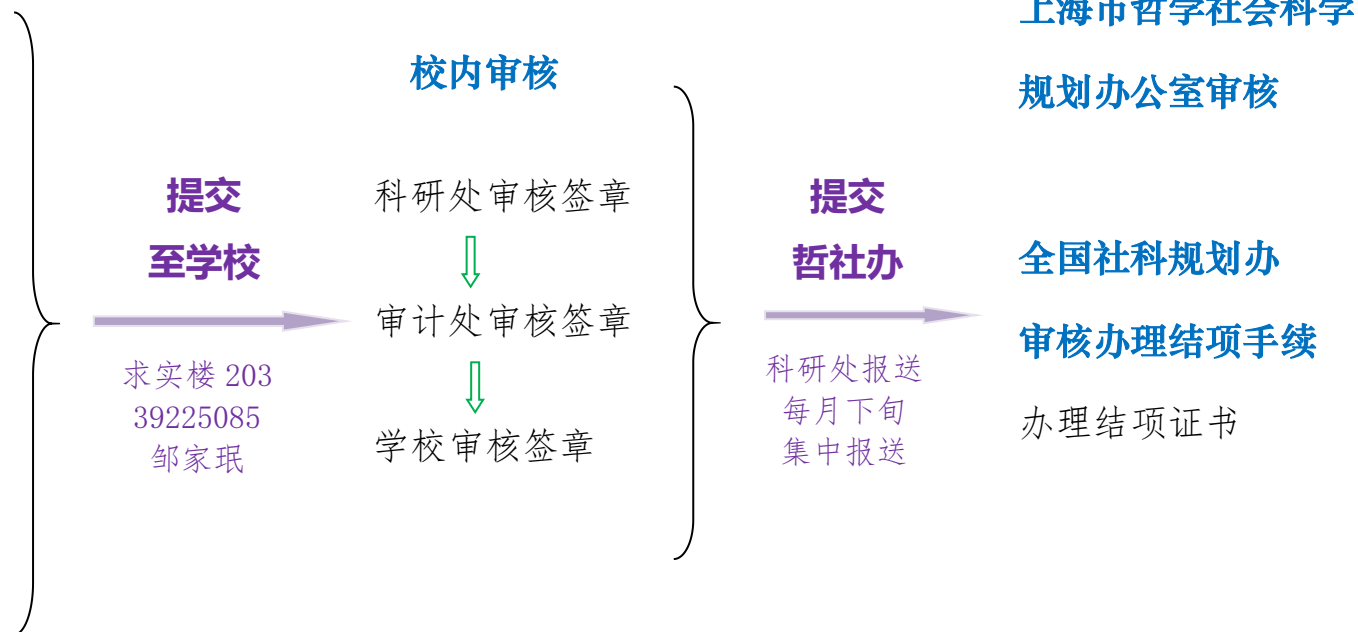 提交
至学校
求实楼 203
39225085
邹家珉
校内审核
科研处审核签章
审计处审核签章
学校审核签章
提交
哲社办
科研处报送
每月下旬
集中报送
上海市哲学社会科学
规划办公室审核
全国社科规划办
审核办理结项手续
办理结项证书